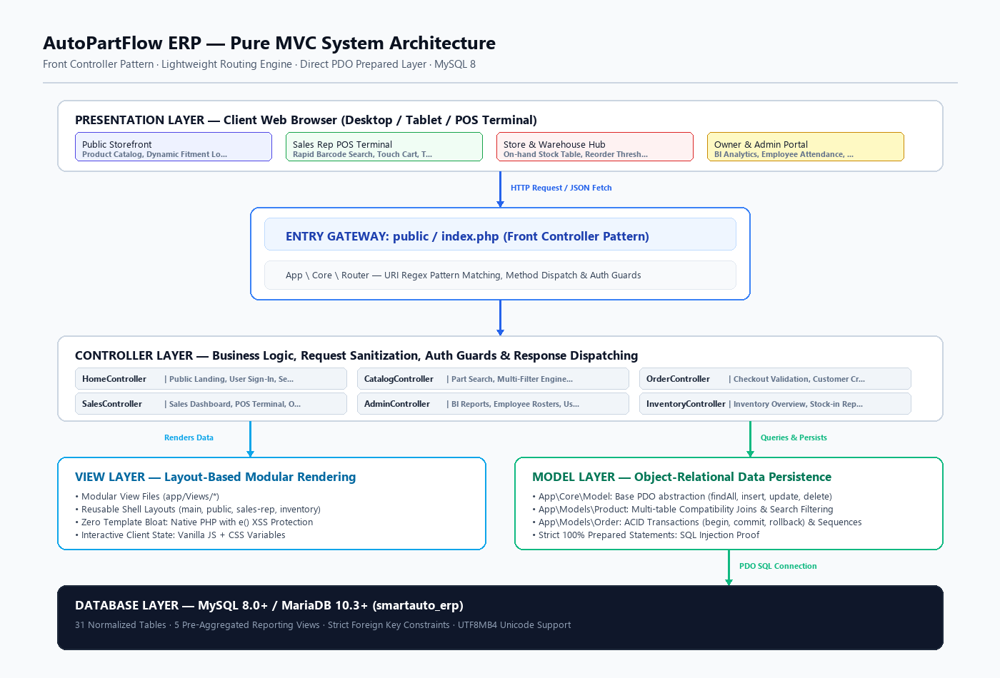 AutoPartFlow ERP — Pure MVC System Architecture
Front Controller Pattern · Lightweight Routing Engine · Direct PDO Prepared Layer · MySQL 8
PRESENTATION LAYER — Client Web Browser (Desktop / Tablet / POS Terminal)
Public Storefront
Product Catalog, Dynamic Fitment Lo...
Sales Rep POS Terminal
Rapid Barcode Search, Touch Cart, T...
Store & Warehouse Hub
On-hand Stock Table, Reorder Thresh...
Owner & Admin Portal
BI Analytics, Employee Attendance, ...
HTTP Request / JSON Fetch
ENTRY GATEWAY: public / index.php (Front Controller Pattern)
App \ Core \ Router — URI Regex Pattern Matching, Method Dispatch & Auth Guards
CONTROLLER LAYER — Business Logic, Request Sanitization, Auth Guards & Response Dispatching
HomeController | Public Landing, User Sign-In, Se...
CatalogController | Part Search, Multi-Filter Engine...
OrderController | Checkout Validation, Customer Cr...
SalesController | Sales Dashboard, POS Terminal, O...
AdminController | BI Reports, Employee Rosters, Us...
InventoryController | Inventory Overview, Stock-in Rep...
Renders Data
Queries & Persists
VIEW LAYER — Layout-Based Modular Rendering
• Modular View Files (app/Views/*)
• Reusable Shell Layouts (main, public, sales-rep, inventory)
• Zero Template Bloat: Native PHP with e() XSS Protection
• Interactive Client State: Vanilla JS + CSS Variables
MODEL LAYER — Object-Relational Data Persistence
• App\Core\Model: Base PDO abstraction (findAll, insert, update, delete)
• App\Models\Product: Multi-table Compatibility Joins & Search Filtering
• App\Models\Order: ACID Transactions (begin, commit, rollback) & Sequences
• Strict 100% Prepared Statements: SQL Injection Proof
PDO SQL Connection
DATABASE LAYER — MySQL 8.0+ / MariaDB 10.3+ (smartauto_erp)
31 Normalized Tables · 5 Pre-Aggregated Reporting Views · Strict Foreign Key Constraints · UTF8MB4 Unicode Support